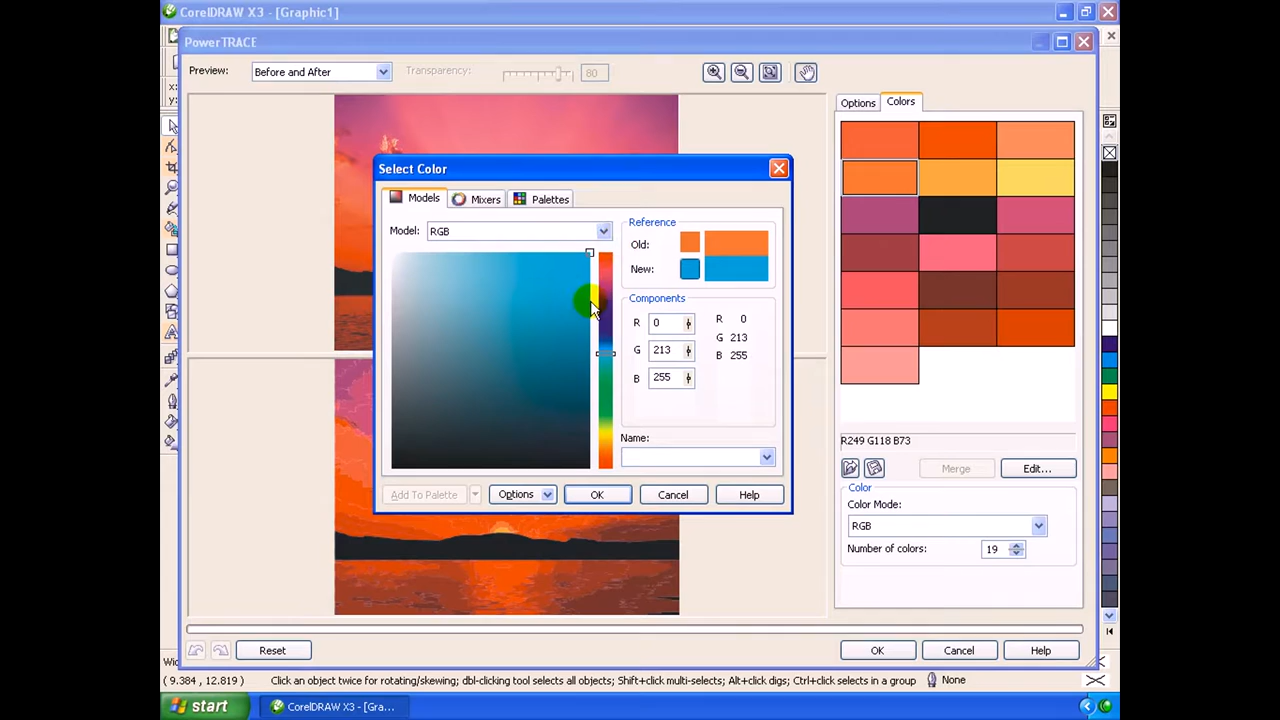 CorelDRAW X3 - [Graphic1]
PowerTRACE
Preview: Before and After Transparency: 80
Options Colors
Select Color
Models Mixers Palettes
Model: RGB
Reference
Old:
New:
Components
R 0 R 0
G 213 G 213
B 255 B 255
Name:
Add To Palette Options OK Cancel Help
R249 G118 B73
Merge Edit...
Color
Color Mode:
RGB
Number of colors: 19
Reset OK Cancel Help
x:
y:
( 9.384 , 12.819 ) Click an object twice for rotating/skewing; dbl-clicking tool selects all objects; Shift+click multi-selects; Alt+click digs; Ctrl+click selects in a group None
start CorelDRAW X3 - [Gra...